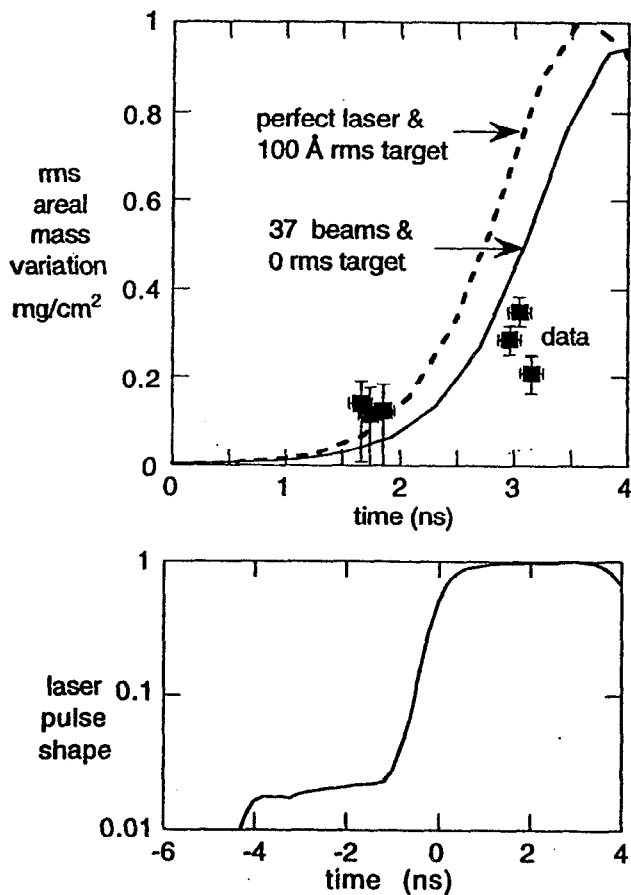 1
0.8
0.6
0.4
0.2
0
rms
areal
mass
variation
mg/cm²
perfect laser &
100 Å rms target
37 beams &
0 rms target
data
0 1 2 3 4
time (ns)
1
0.1
0.01
laser
pulse
shape
-6 -4 -2 0 2 4
time (ns)